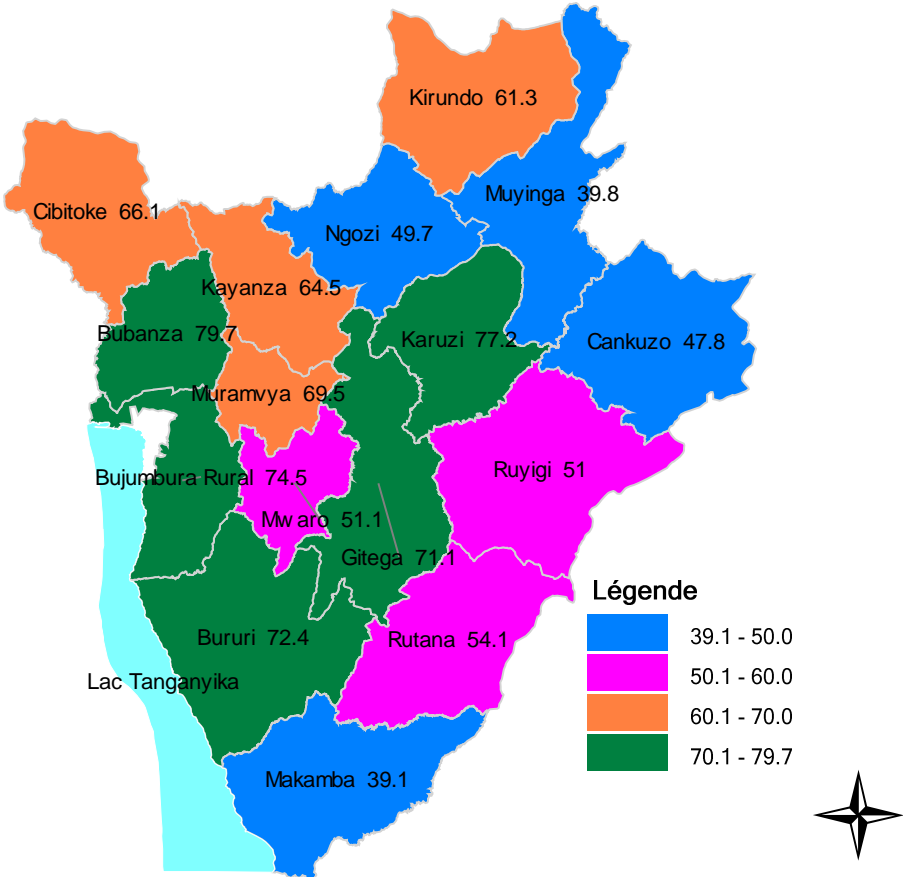 Kirundo 61.3
Muyinga 39.8
Cibitoke 66.1
Ngozi 49.7
Kayanza 64.5
Bubanza 79.7
Karuzi 77.2
Cankuzo 47.8
Muramvya 69.5
Ruyigi 51
Bujumbura Rural 74.5
Mwaro 51.1
Gitega 71.1
Légende
39.1 - 50.0
50.1 - 60.0
60.1 - 70.0
70.1 - 79.7
Bururi 72.4
Rutana 54.1
Lac Tanganyika
Makamba 39.1